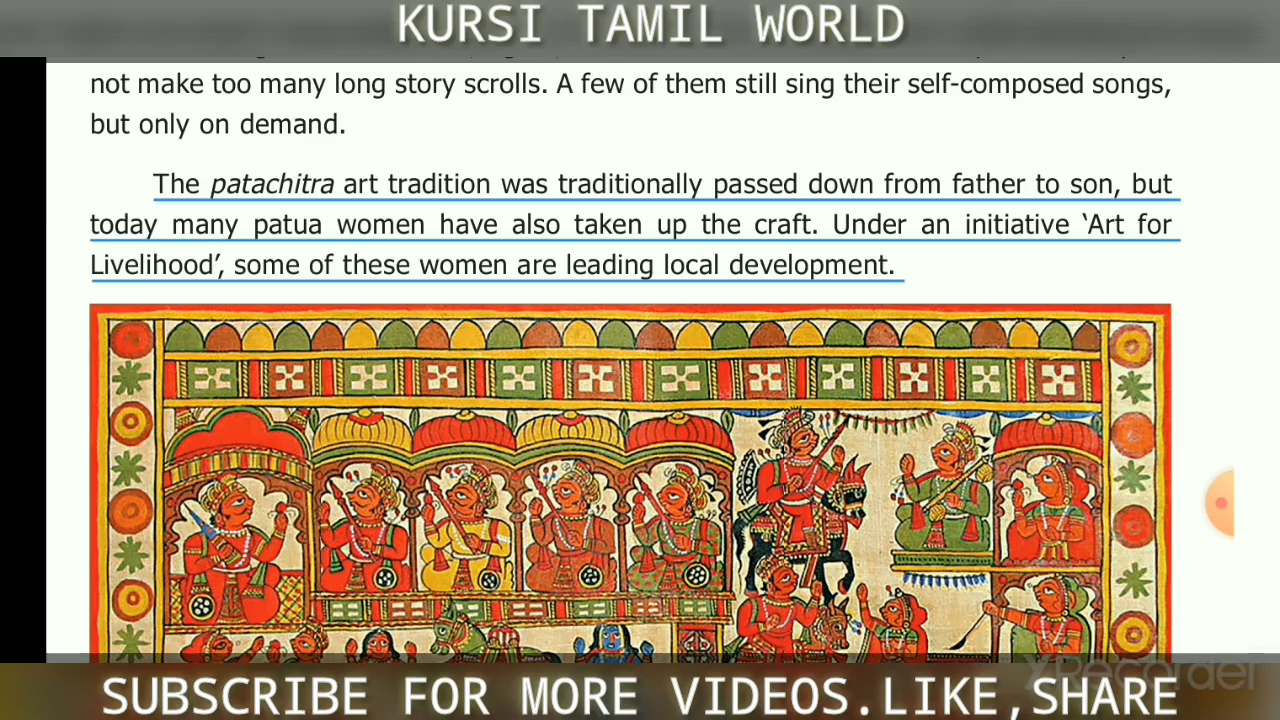 KURSI TAMIL WORLD
not make too many long story scrolls. A few of them still sing their self-composed songs,
but only on demand.
The patachitra art tradition was traditionally passed down from father to son, but
today many patua women have also taken up the craft. Under an initiative ‘Art for
Livelihood’, some of these women are leading local development.
XRecorder
SUBSCRIBE FOR MORE VIDEOS.LIKE,SHARE